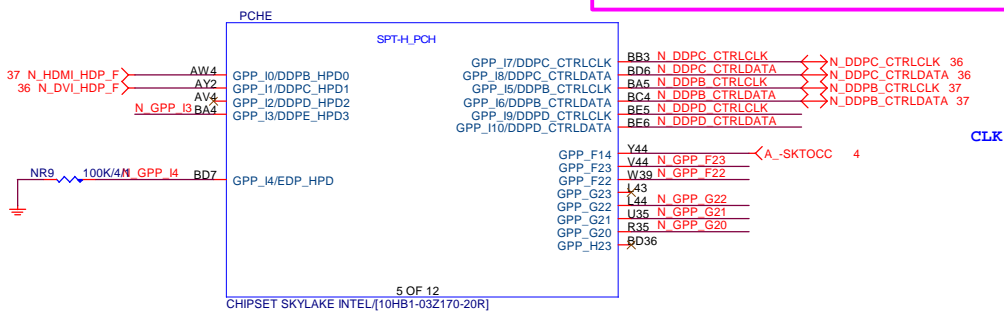 PCHE
SPT-H_PCH
37 N_HDMI_HDP_F AW4 GPP_I0/DDPB_HPD0
36 N_DVI_HDP_F AY2 GPP_I1/DDPC_HPD1
AV4 GPP_I2/DDPD_HPD2
N_GPP_I3 BA4 GPP_I3/DDPE_HPD3
NR9 100K/4/1 N_GPP_I4 BD7 GPP_I4/EDP_HPD
GPP_I7/DDPC_CTRLCLK BB3 N_DDPC_CTRLCLK N_DDPC_CTRLCLK 36
GPP_I8/DDPC_CTRLDATA BD6 N_DDPC_CTRLDATA N_DDPC_CTRLDATA 36
GPP_I5/DDPB_CTRLCLK BA5 N_DDPB_CTRLCLK N_DDPB_CTRLCLK 37
GPP_I6/DDPB_CTRLDATA BC4 N_DDPB_CTRLDATA N_DDPB_CTRLDATA 37
GPP_I9/DDPD_CTRLCLK BE5 N_DDPD_CTRLCLK
GPP_I10/DDPD_CTRLDATA BE6 N_DDPD_CTRLDATA
CLK
GPP_F14 Y44 A_-SKTOCC 4
GPP_F23 V44 N_GPP_F23
GPP_F22 W39 N_GPP_F22
GPP_G23 L43
GPP_G22 L44 N_GPP_G22
GPP_G21 U35 N_GPP_G21
GPP_G20 R35 N_GPP_G20
GPP_H23 BD36
5 OF 12
CHIPSET SKYLAKE INTEL/[10HB1-03Z170-20R]